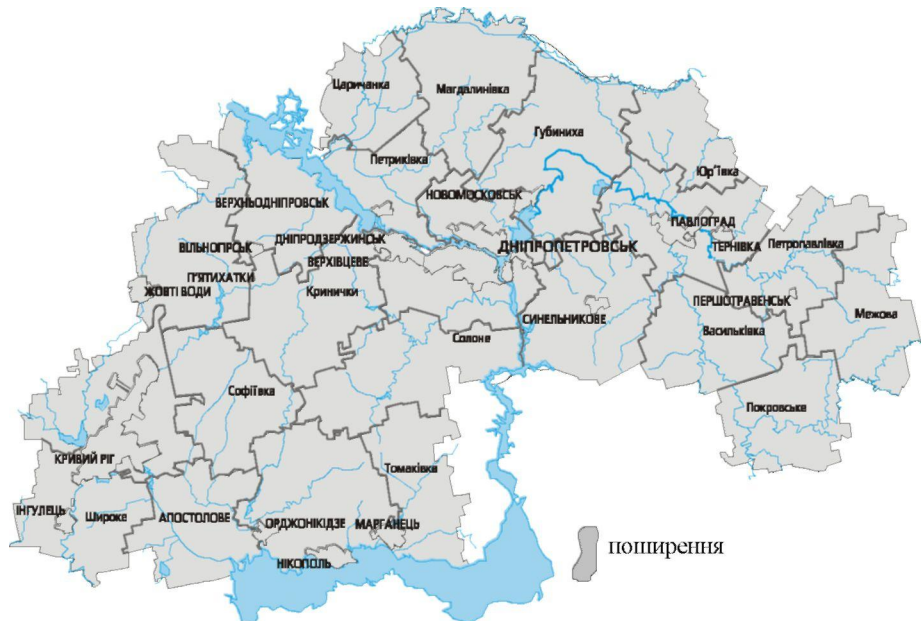 Царичанка
Магдалинівка
Губиниха
Петриківка
Юр'ївка
НОВОМОСКОВСЬК
ВЕРХНЬОДНІПРОВСЬК
ПАВЛОГРАД
ДНІПРОДЗЕРЖИНСЬК
ДНІПРОПЕТРОВСЬК
ТЕРНІВКА
Петропавлівка
ВІЛЬНОГІРСЬК
ВЕРХІВЦЕВЕ
П'ЯТИХАТКИ
ЖОВТІ ВОДИ
Кринички
ПЕРШОТРАВЕНСЬК
СИНЕЛЬНИКОВЕ
Межова
Васильківка
Солоне
Софіївка
Покровське
КРИВИЙ РІГ
Томаківка
ІНГУЛЕЦЬ
Широке
АПОСТОЛОВЕ
ОРДЖОНІКІДЗЕ
МАРГАНЕЦЬ
НІКОПОЛЬ
поширення